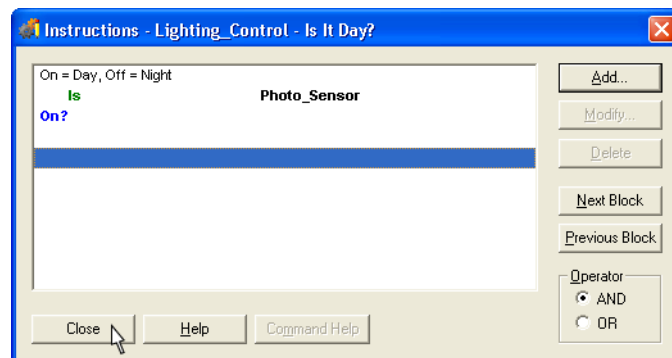 Instructions - Lighting_Control - Is It Day?
On = Day, Off = Night
Is Photo_Sensor
On?
Add...
Modify...
Delete
Next Block
Previous Block
Operator
AND
OR
Close
Help
Command Help